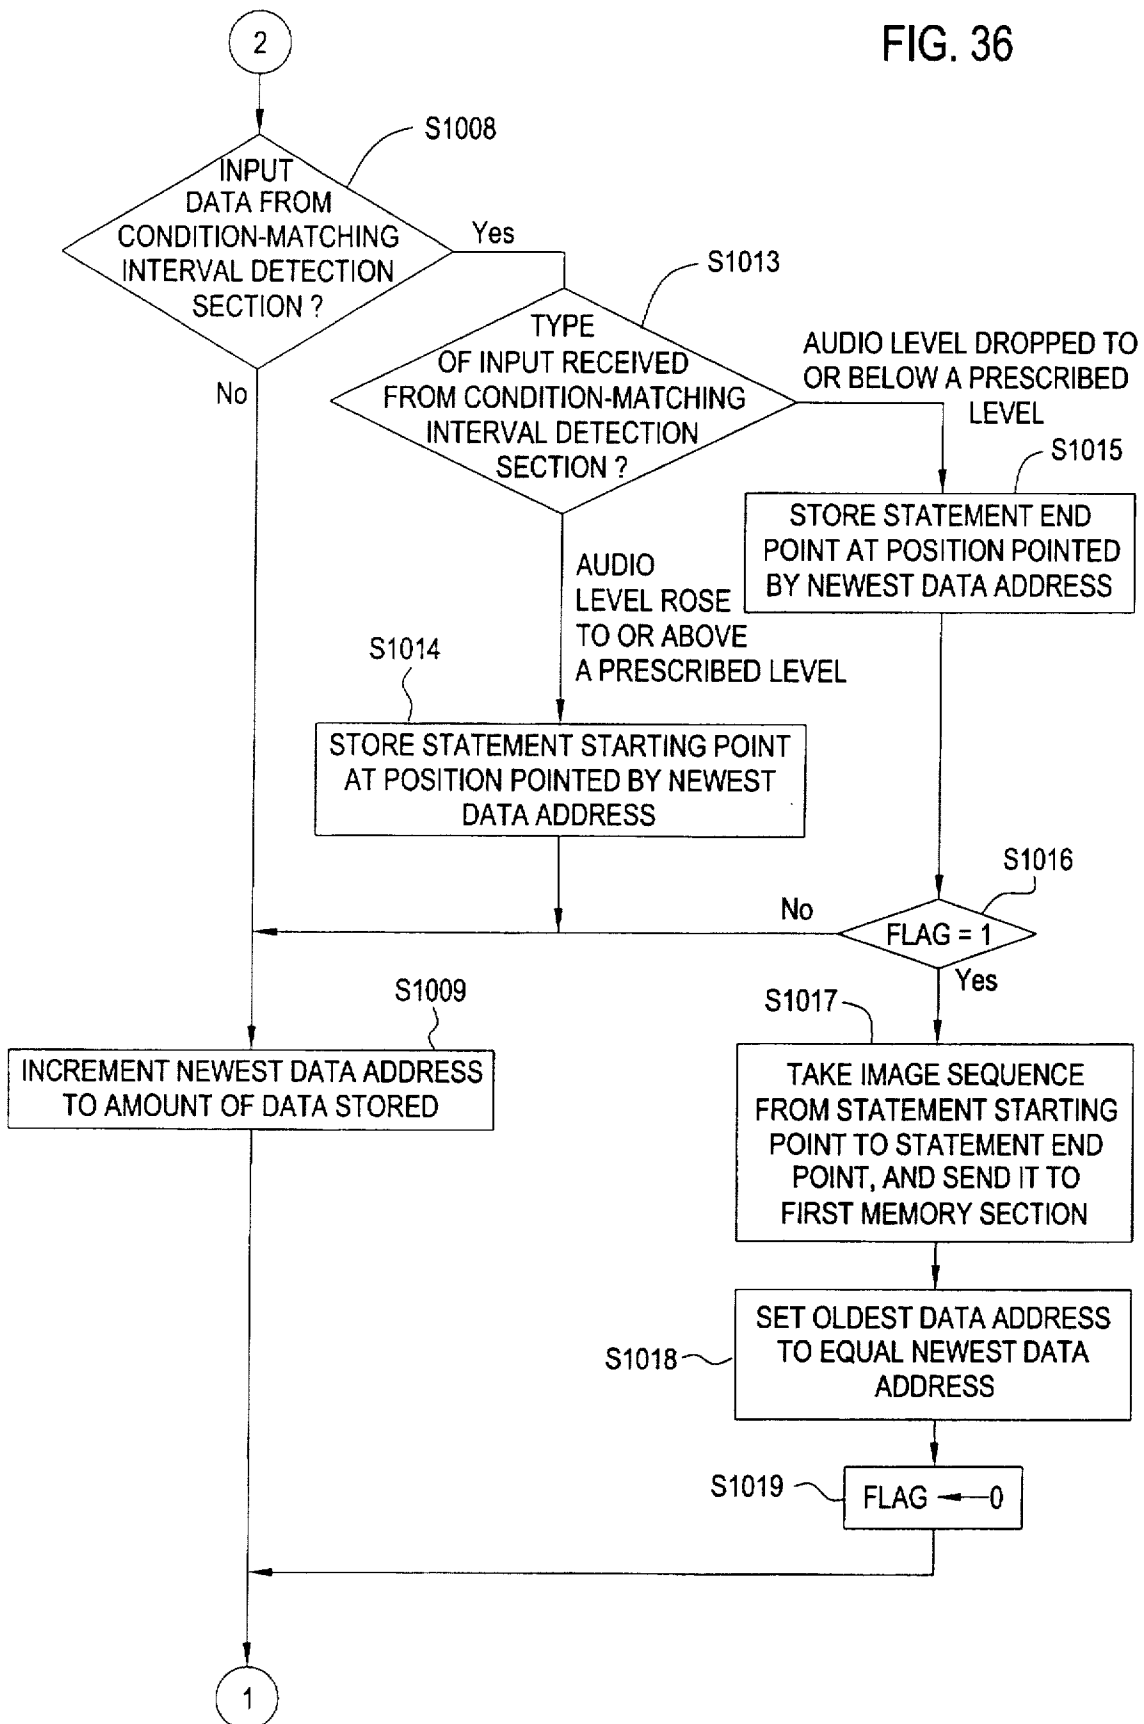 FIG. 36
2
S1008
INPUT
DATA FROM
CONDITION-MATCHING
INTERVAL DETECTION
SECTION ?
Yes
No
S1013
TYPE
OF INPUT RECEIVED
FROM CONDITION-MATCHING
INTERVAL DETECTION
SECTION ?
AUDIO LEVEL DROPPED TO
OR BELOW A PRESCRIBED
LEVEL
S1015
STORE STATEMENT END
POINT AT POSITION POINTED
BY NEWEST DATA ADDRESS
AUDIO
LEVEL ROSE
TO OR ABOVE
A PRESCRIBED LEVEL
S1014
STORE STATEMENT STARTING POINT
AT POSITION POINTED BY NEWEST
DATA ADDRESS
S1016
FLAG = 1
No
Yes
S1009
INCREMENT NEWEST DATA ADDRESS
TO AMOUNT OF DATA STORED
S1017
TAKE IMAGE SEQUENCE
FROM STATEMENT STARTING
POINT TO STATEMENT END
POINT, AND SEND IT TO
FIRST MEMORY SECTION
S1018
SET OLDEST DATA ADDRESS
TO EQUAL NEWEST DATA
ADDRESS
S1019
FLAG ← 0
1